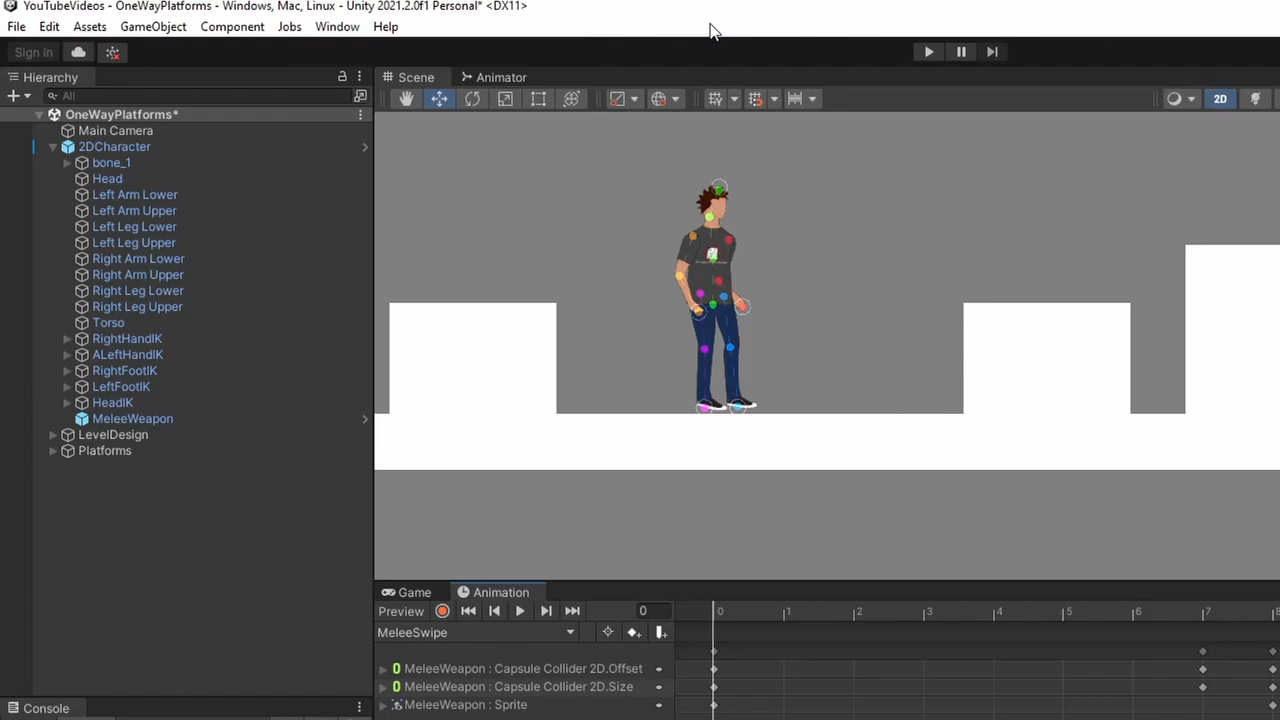 YouTubeVideos - OneWayPlatforms - Windows, Mac, Linux - Unity 2021.2.0f1 Personal* <DX11>
File Edit Assets GameObject Component Jobs Window Help
Sign In
Hierarchy
Scene
Animator
All
2D
OneWayPlatforms*
Main Camera
2DCharacter
bone_1
Head
Left Arm Lower
Left Arm Upper
Left Leg Lower
Left Leg Upper
Right Arm Lower
Right Arm Upper
Right Leg Lower
Right Leg Upper
Torso
RightHandIK
ALeftHandIK
RightFootIK
LeftFootIK
HeadIK
MeleeWeapon
LevelDesign
Platforms
Game
Animation
Preview
0
0 1 2 3 4 5 6 7 8
MeleeSwipe
MeleeWeapon : Capsule Collider 2D.Offset
MeleeWeapon : Capsule Collider 2D.Size
MeleeWeapon : Sprite
Console